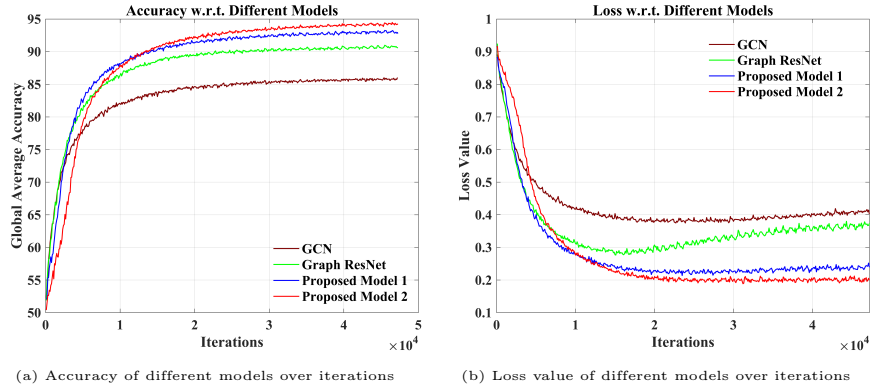 Accuracy w.r.t. Different Models
95
90
85
80
75
70
65
60
55
50
Global Average Accuracy
GCN
Graph ResNet
Proposed Model 1
Proposed Model 2
0 1 2 3 4 5
Iterations
×10^4
(a) Accuracy of different models over iterations
Loss w.r.t. Different Models
1
0.9
0.8
0.7
0.6
0.5
0.4
0.3
0.2
0.1
Loss Value
GCN
Graph ResNet
Proposed Model 1
Proposed Model 2
0 1 2 3 4
Iterations
×10^4
(b) Loss value of different models over iterations